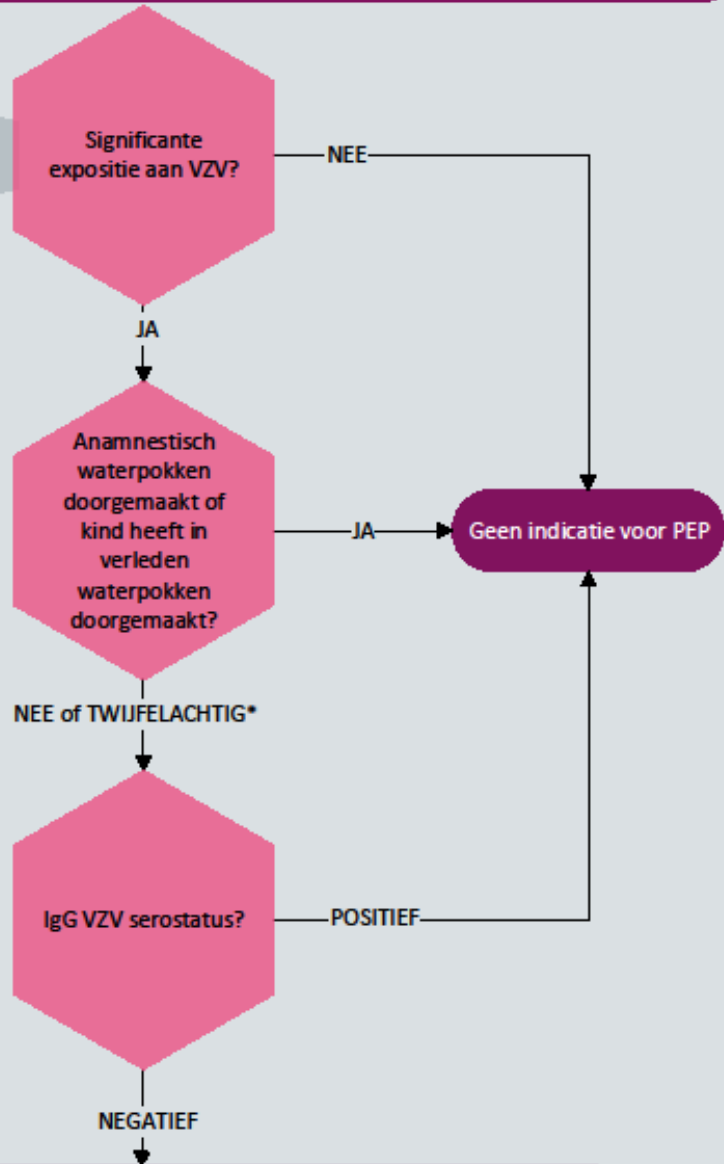 Significante
expositie aan VZV?
NEE
JA
Anamnestisch
waterpokken
doorgemaakt of
kind heeft in
verleden
waterpokken
doorgemaakt?
JA
Geen indicatie voor PEP
NEE of TWIJFELACHTIG*
IgG VZV serostatus?
POSITIEF
NEGATIEF